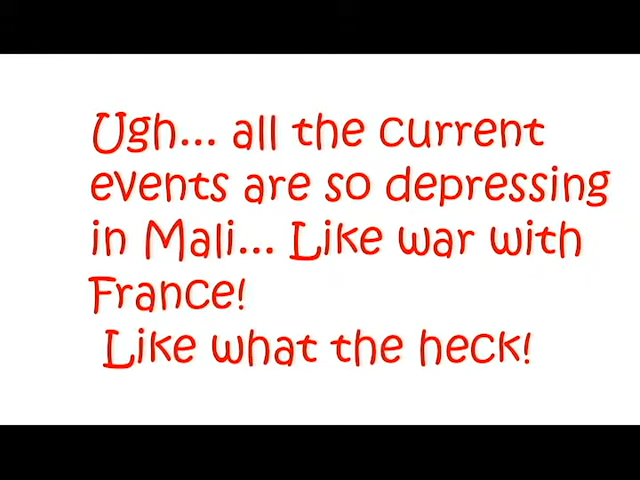 Ugh... all the current
events are so depressing
in Mali... Like war with
France!
Like what the heck!